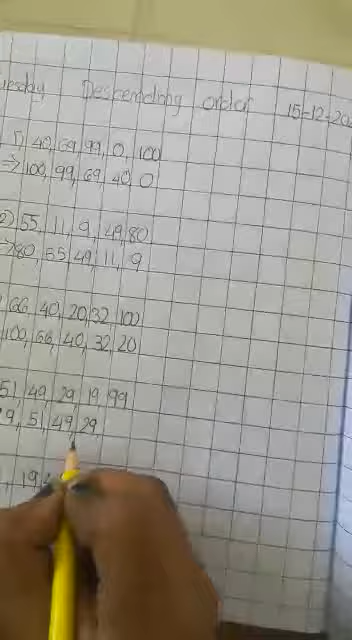 Descending order 15-12-20
1) 40, 69, 99, 0, 100
⇒ 100, 99, 69, 40, 0
2) 55, 11, 9, 49, 80
⇒ 80, 55, 49, 11, 9
66, 40, 20, 32, 100
100, 66, 40, 32, 20
51, 49, 29, 19, 99
9, 51, 49, 29,
, 19